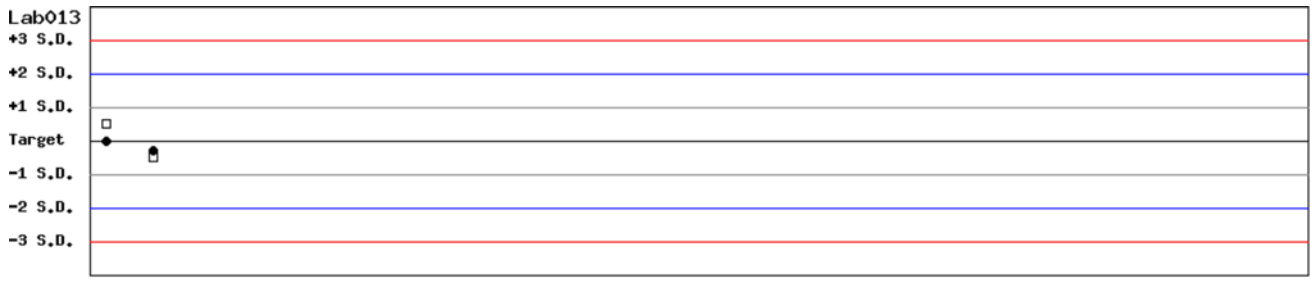 Lab013
+3 S.D.
+2 S.D.
+1 S.D.
Target
-1 S.D.
-2 S.D.
-3 S.D.